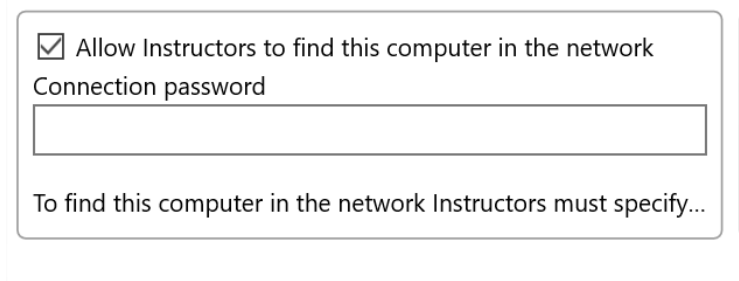 Allow Instructors to find this computer in the network
Connection password
To find this computer in the network Instructors must specify...